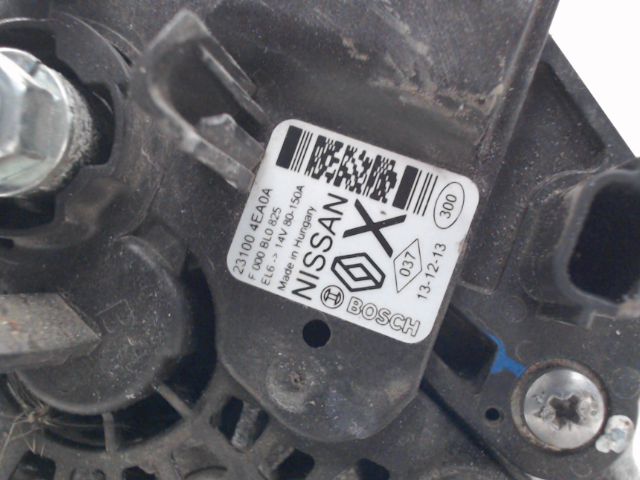 23100 4EA0A
F 000 BL0 825
EL6 -> 14V 80-150A
Made in Hungary
NISSAN
X
BOSCH
300
037
13-12-13